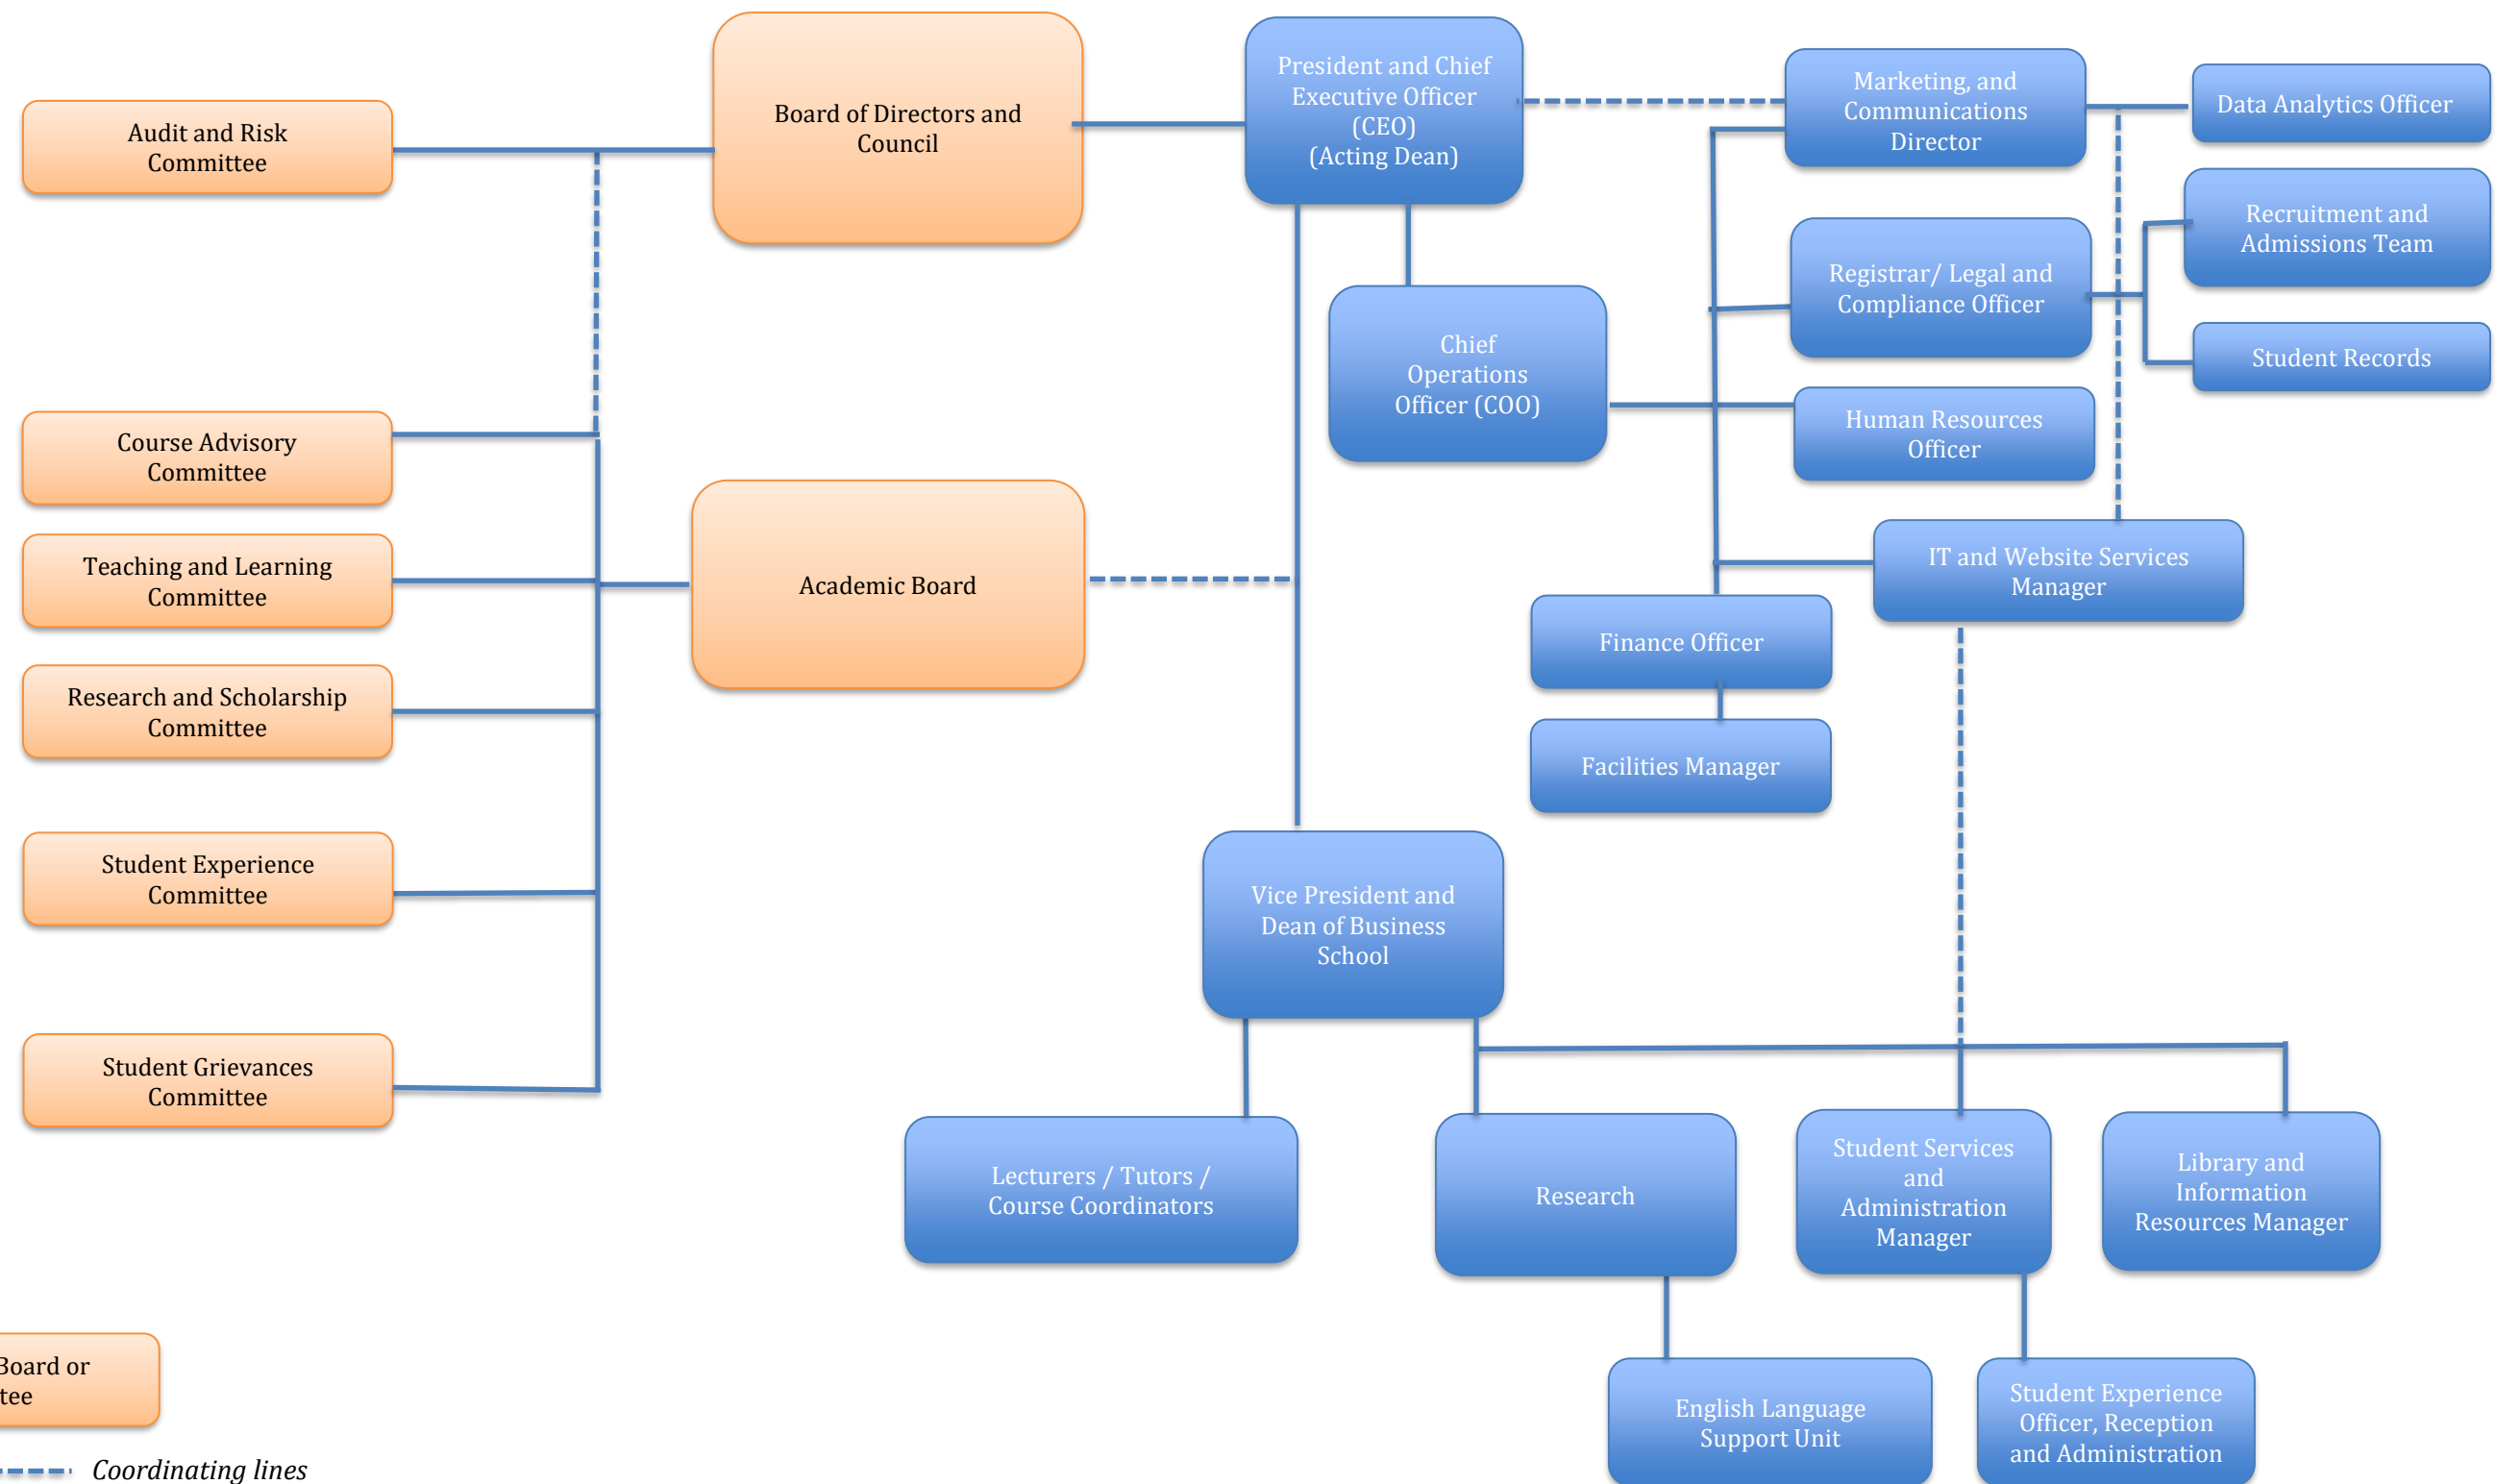 Board of Directors and
Council
President and Chief
Executive Officer
(CEO)
(Acting Dean)
Marketing, and
Communications
Director
Data Analytics Officer
Audit and Risk
Committee
Recruitment and
Admissions Team
Registrar/ Legal and
Compliance Officer
Student Records
Chief
Operations
Officer (COO)
Human Resources
Officer
Course Advisory
Committee
Teaching and Learning
Committee
Academic Board
IT and Website Services
Manager
Finance Officer
Research and Scholarship
Committee
Facilities Manager
Student Experience
Committee
Vice President and
Dean of Business
School
Student Grievances
Committee
Lecturers / Tutors /
Course Coordinators
Research
Student Services
and
Administration
Manager
Library and
Information
Resources Manager
Board or
tee
English Language
Support Unit
Student Experience
Officer, Reception
and Administration
Coordinating lines